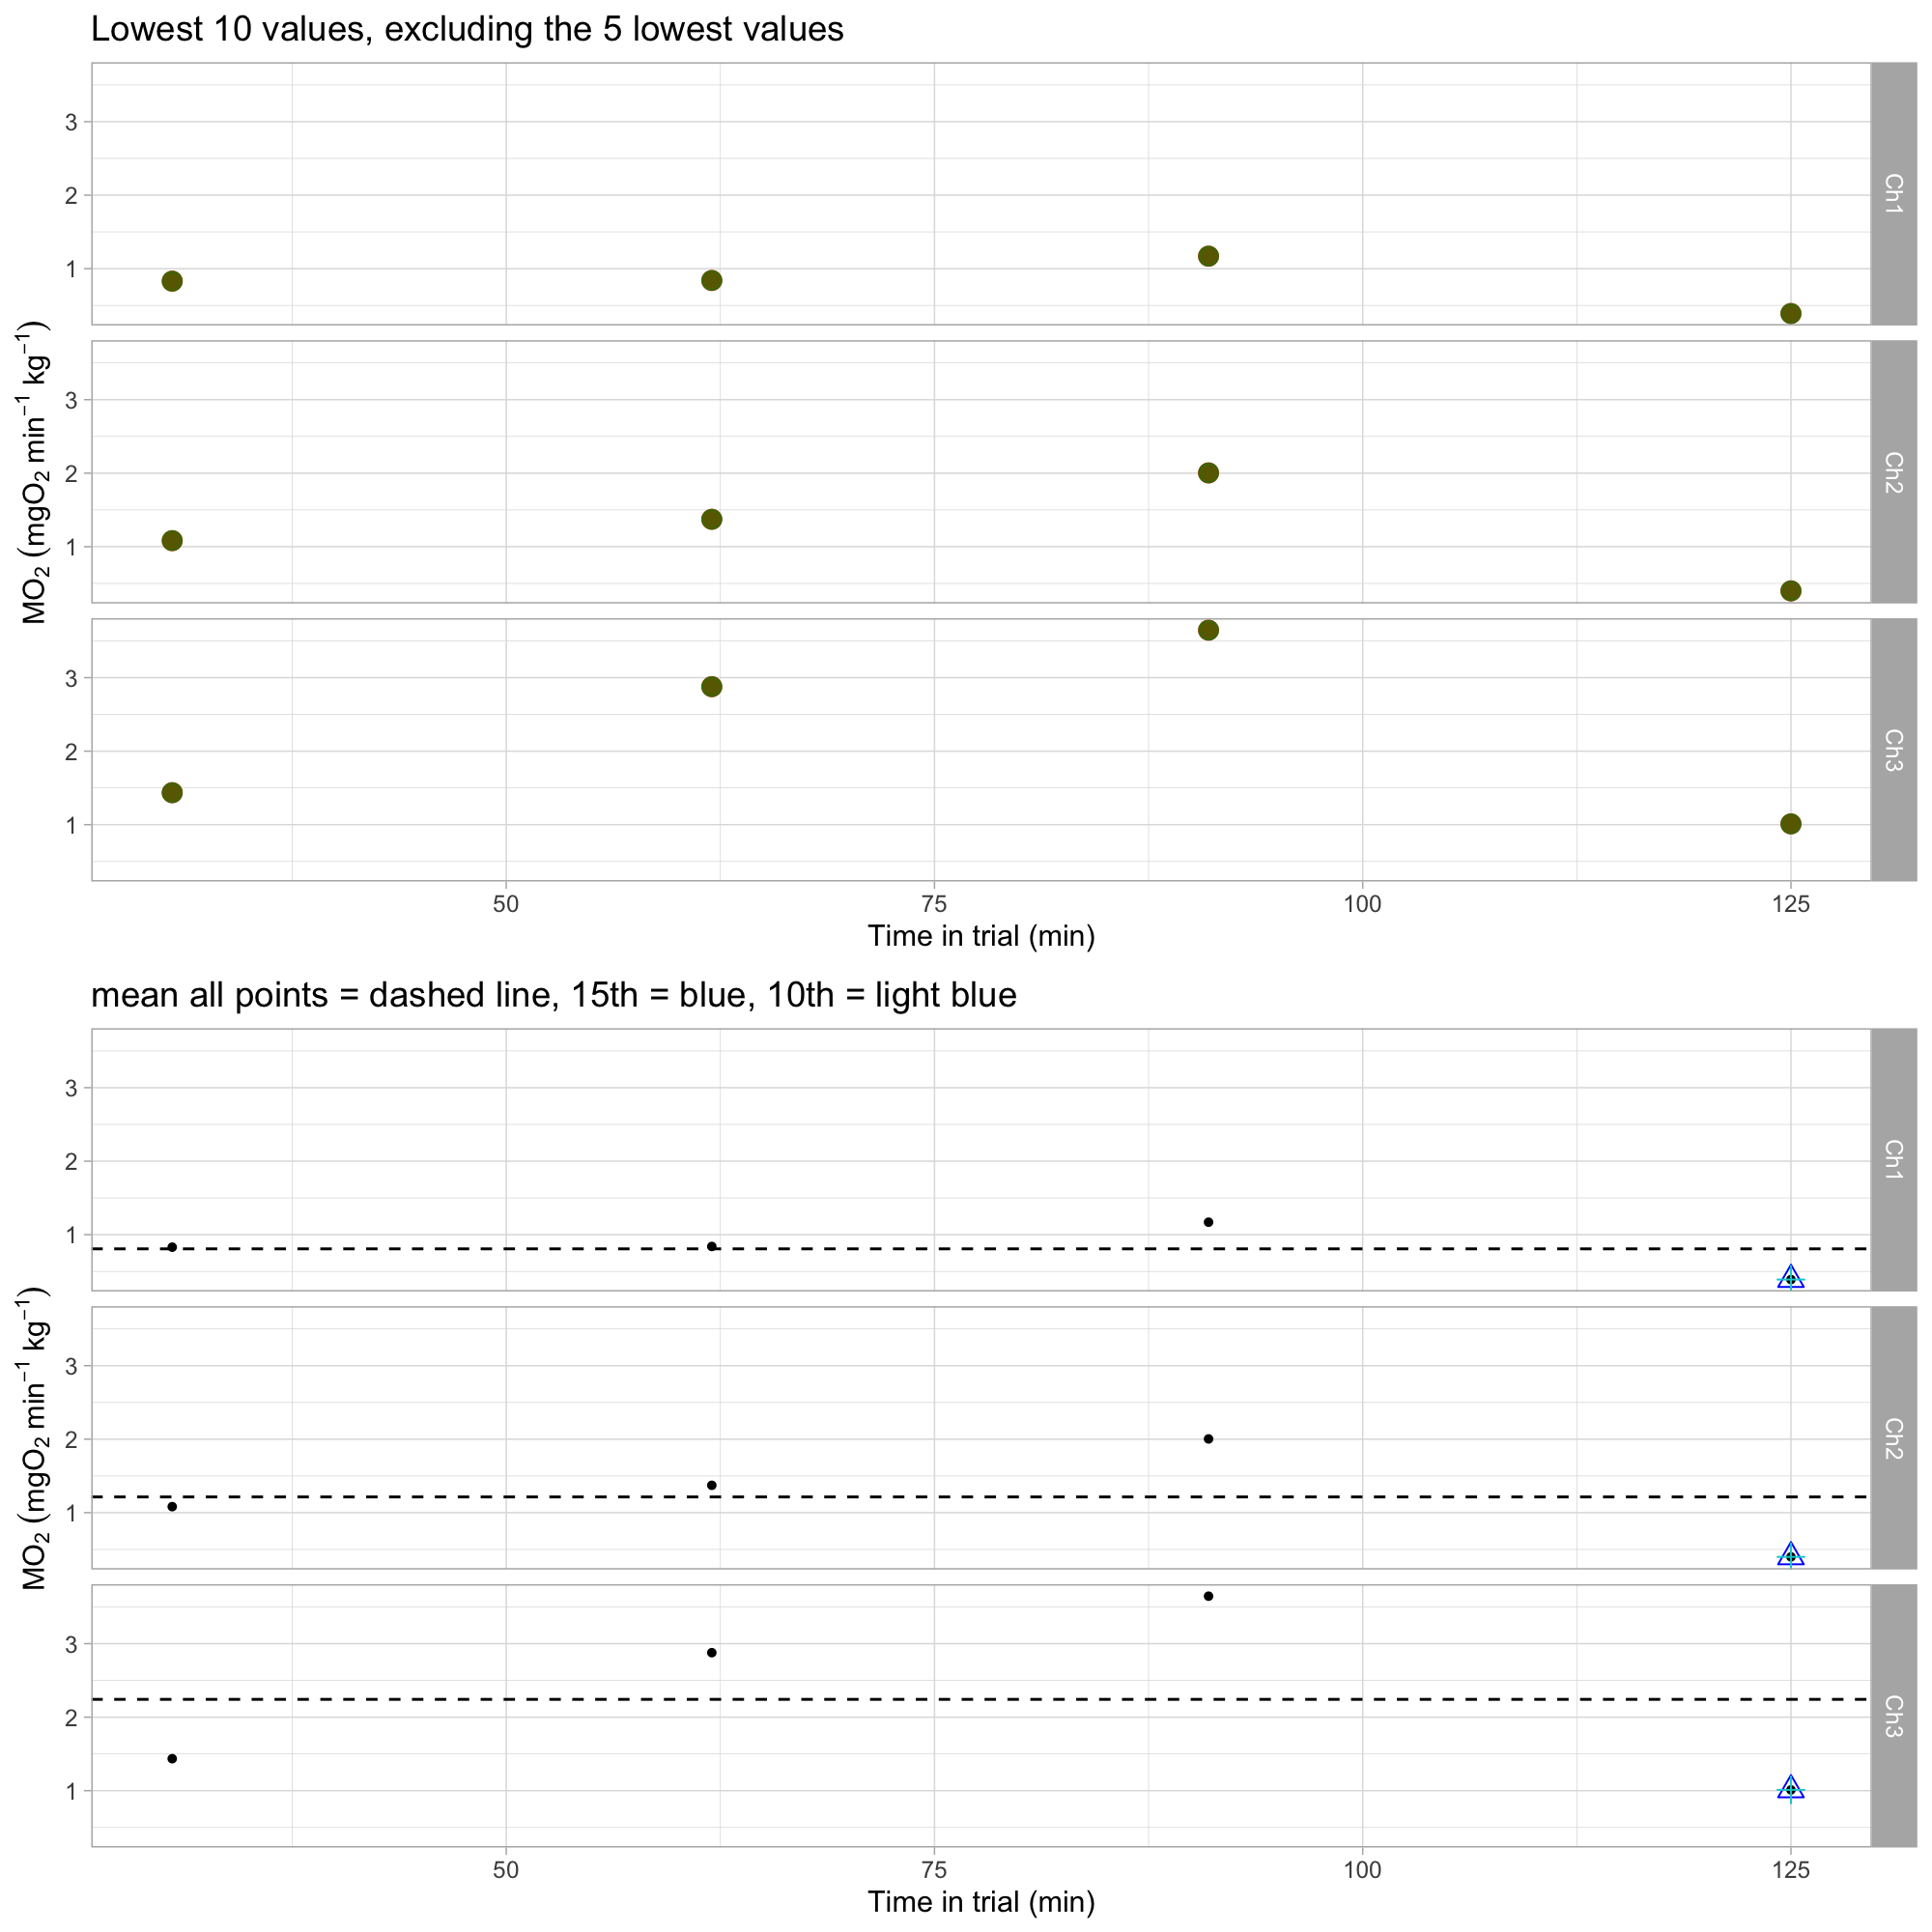 Lowest 10 values, excluding the 5 lowest values
MO₂ (mgO₂ min⁻¹ kg⁻¹)
3
2
1
Ch1
3
2
1
Ch2
3
2
1
Ch3
50 75 100 125
Time in trial (min)
mean all points = dashed line, 15th = blue, 10th = light blue
MO₂ (mgO₂ min⁻¹ kg⁻¹)
3
2
1
Ch1
3
2
1
Ch2
3
2
1
Ch3
50 75 100 125
Time in trial (min)